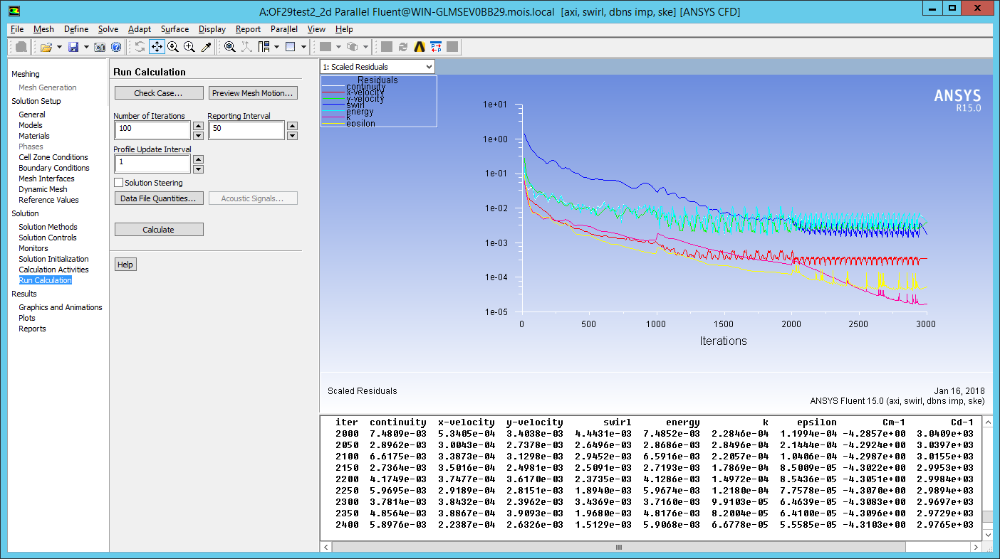 A:OF29test2_2d Parallel Fluent@WIN-GLMSEV0BB29.mois.local [axi, swirl, dbns imp, ske] [ANSYS CFD]
File Mesh Define Solve Adapt Surface Display Report Parallel View Help
Meshing
Mesh Generation
Solution Setup
General
Models
Materials
Phases
Cell Zone Conditions
Boundary Conditions
Mesh Interfaces
Dynamic Mesh
Reference Values
Solution
Solution Methods
Solution Controls
Monitors
Solution Initialization
Calculation Activities
Run Calculation
Results
Graphics and Animations
Plots
Reports
Run Calculation
Check Case... Preview Mesh Motion...
Number of Iterations Reporting Interval
100 50
Profile Update Interval
1
Solution Steering
Data File Quantities... Acoustic Signals...
Calculate
Help
1: Scaled Residuals
Residuals
continuity
x-velocity
y-velocity
swirl
energy
k
epsilon
ANSYS
R15.0
1e+01
1e+00
1e-01
1e-02
1e-03
1e-04
1e-05
0 500 1000 1500 2000 2500 3000
Iterations
Scaled Residuals
Jan 16, 2018
ANSYS Fluent 15.0 (axi, swirl, dbns imp, ske)
iter continuity x-velocity y-velocity swirl energy k epsilon Cm-1 Cd-1
2000 7.4809e-03 5.3405e-04 3.4038e-03 4.4431e-03 7.4852e-03 2.2846e-04 1.1994e-04 -4.2857e+00 3.0409e+03
2050 2.8962e-03 3.0043e-04 2.7378e-03 2.6496e-03 2.8686e-03 2.8496e-04 2.1444e-04 -4.2924e+00 3.0397e+03
2100 6.6175e-03 3.3873e-04 3.1298e-03 2.9452e-03 6.5916e-03 2.2057e-04 1.0406e-04 -4.2987e+00 3.0155e+03
2150 2.7364e-03 3.5016e-04 2.4981e-03 2.5091e-03 2.7193e-03 1.7869e-04 8.5009e-05 -4.3022e+00 2.9953e+03
2200 4.1749e-03 3.7477e-04 3.6170e-03 2.3735e-03 4.1286e-03 1.4972e-04 8.5436e-05 -4.3051e+00 2.9984e+03
2250 5.9695e-03 2.9189e-04 2.8151e-03 1.8940e-03 5.9674e-03 1.2180e-04 7.7578e-05 -4.3070e+00 2.9894e+03
2300 3.7814e-03 3.8432e-04 2.3962e-03 3.4369e-03 3.7160e-03 9.9103e-05 6.4639e-05 -4.3083e+00 2.9697e+03
2350 4.8564e-03 3.8867e-04 3.9093e-03 1.9680e-03 4.8176e-03 8.2004e-05 6.4100e-05 -4.3096e+00 2.9729e+03
2400 5.8976e-03 2.2387e-04 2.6326e-03 1.5129e-03 5.9068e-03 6.6778e-05 5.5585e-05 -4.3103e+00 2.9765e+03